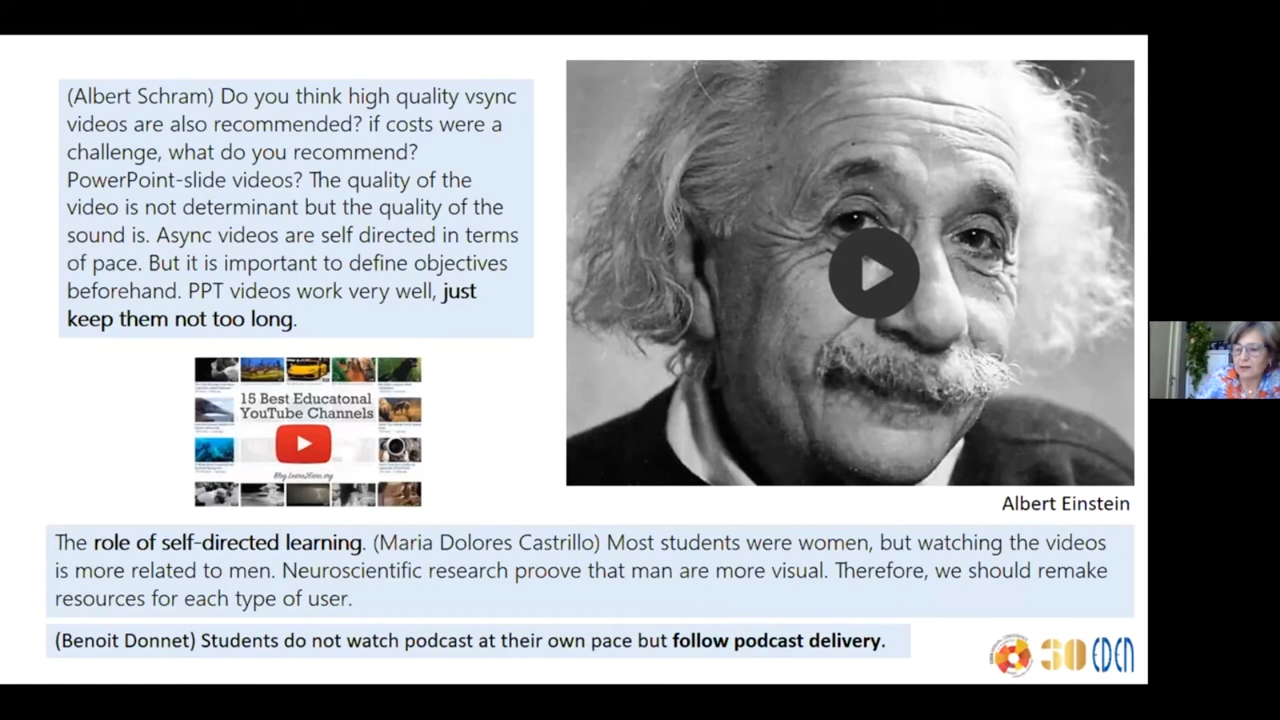 (Albert Schram) Do you think high quality vsync
videos are also recommended? if costs were a
challenge, what do you recommend?
PowerPoint-slide videos? The quality of the
video is not determinant but the quality of the
sound is. Async videos are self directed in terms
of pace. But it is important to define objectives
beforehand. PPT videos work very well, just
keep them not too long.
15 Best Educatonal
YouTube Channels
Albert Einstein
The role of self-directed learning. (Maria Dolores Castrillo) Most students were women, but watching the videos
is more related to men. Neuroscientific research proove that man are more visual. Therefore, we should remake
resources for each type of user.
(Benoit Donnet) Students do not watch podcast at their own pace but follow podcast delivery.
30 EDEN